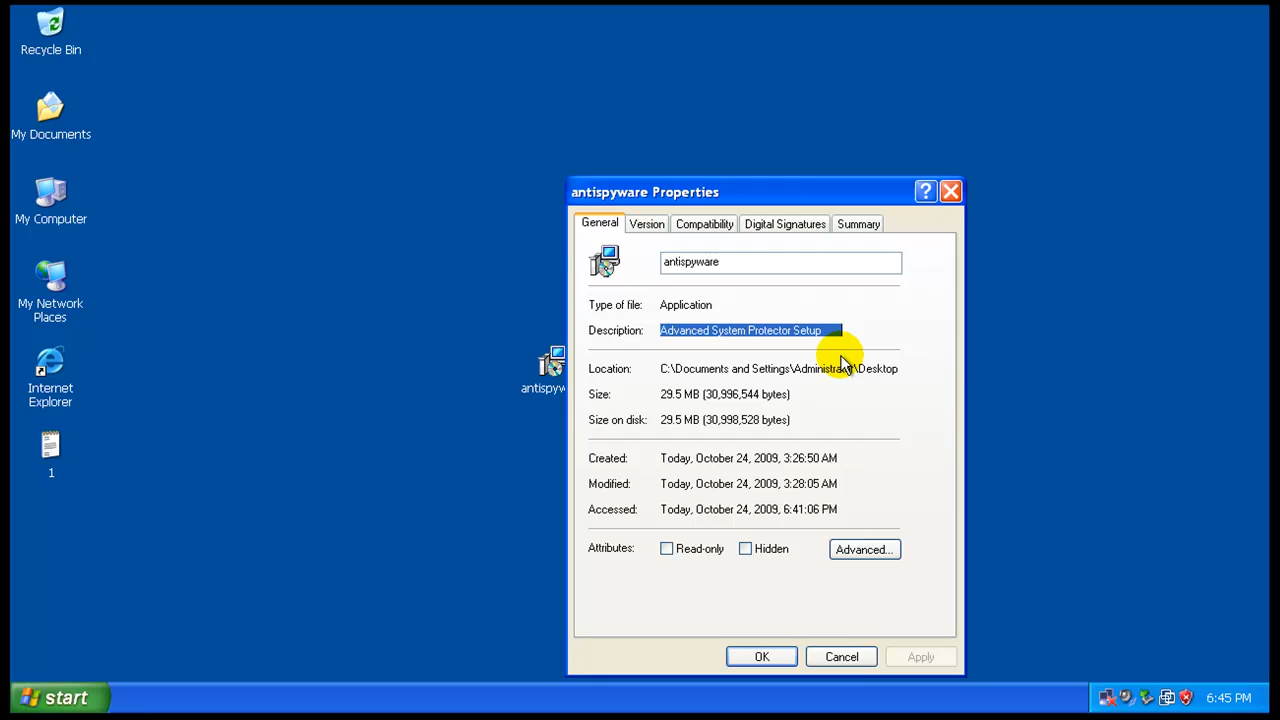 Recycle Bin
My Documents
My Computer
My Network
Places
Internet
Explorer
1
antispyw
antispyware Properties
General
Version
Compatibility
Digital Signatures
Summary
antispyware
Type of file: Application
Description: Advanced System Protector Setup
Location: C:\Documents and Settings\Administrator\Desktop
Size: 29.5 MB (30,996,544 bytes)
Size on disk: 29.5 MB (30,998,528 bytes)
Created: Today, October 24, 2009, 3:26:50 AM
Modified: Today, October 24, 2009, 3:28:05 AM
Accessed: Today, October 24, 2009, 6:41:06 PM
Attributes: Read-only Hidden Advanced...
OK Cancel Apply
start
6:45 PM